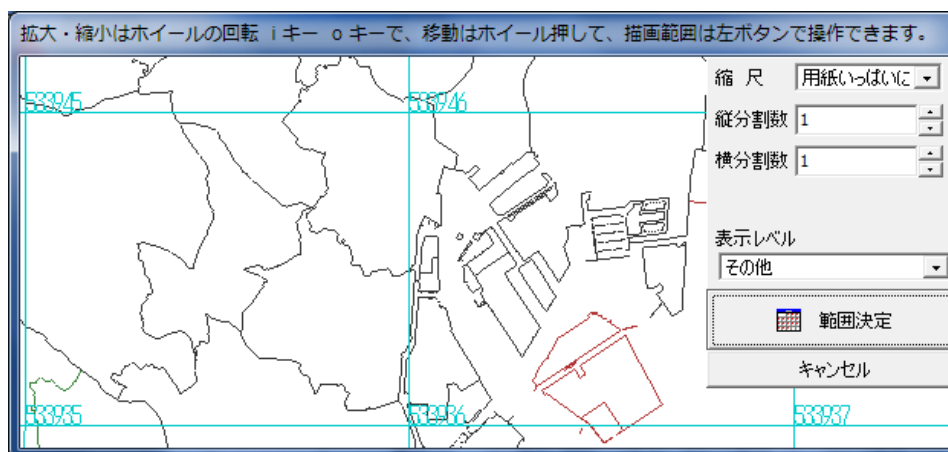 拡大・縮小はホイールの回転 iキー oキーで、移動はホイール押して、描画範囲は左ボタンで操作できます。
533945
533946
縮 尺 用紙いっぱいに
縦分割数 1
横分割数 1
表示レベル
その他
範囲決定
キャンセル
533935
533936
533937